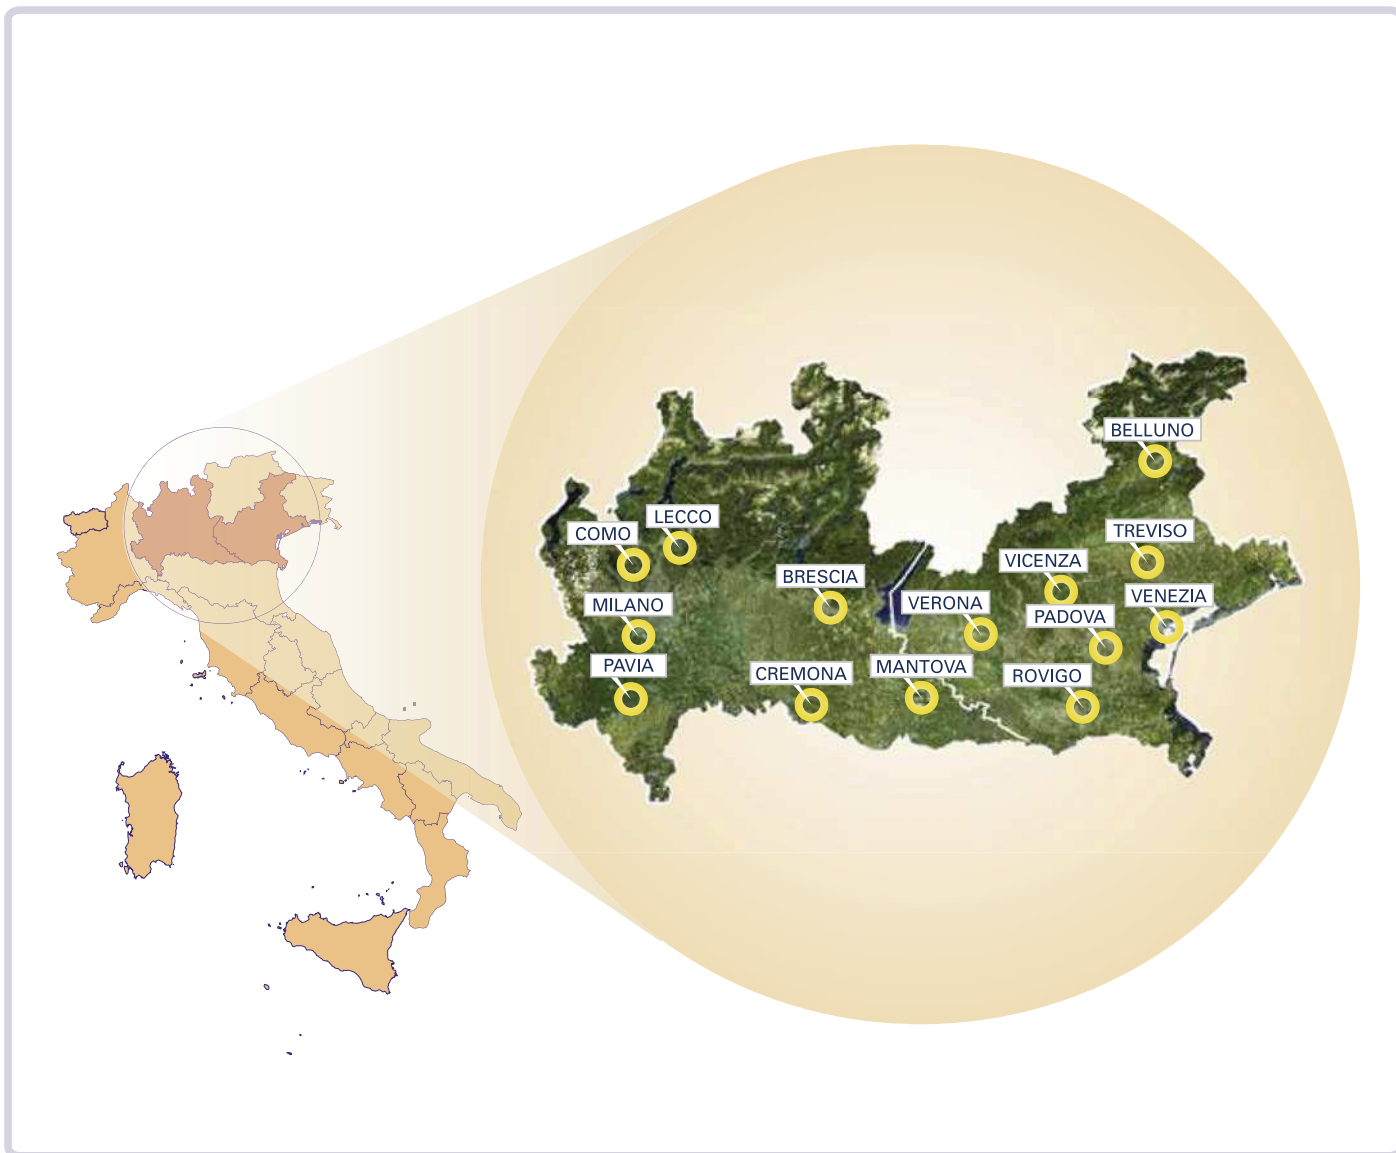 BELLUNO
LECCO
COMO
TREVISO
VICENZA
BRESCIA
VENEZIA
MILANO
VERONA
PADOVA
PAVIA
CREMONA
MANTOVA
ROVIGO